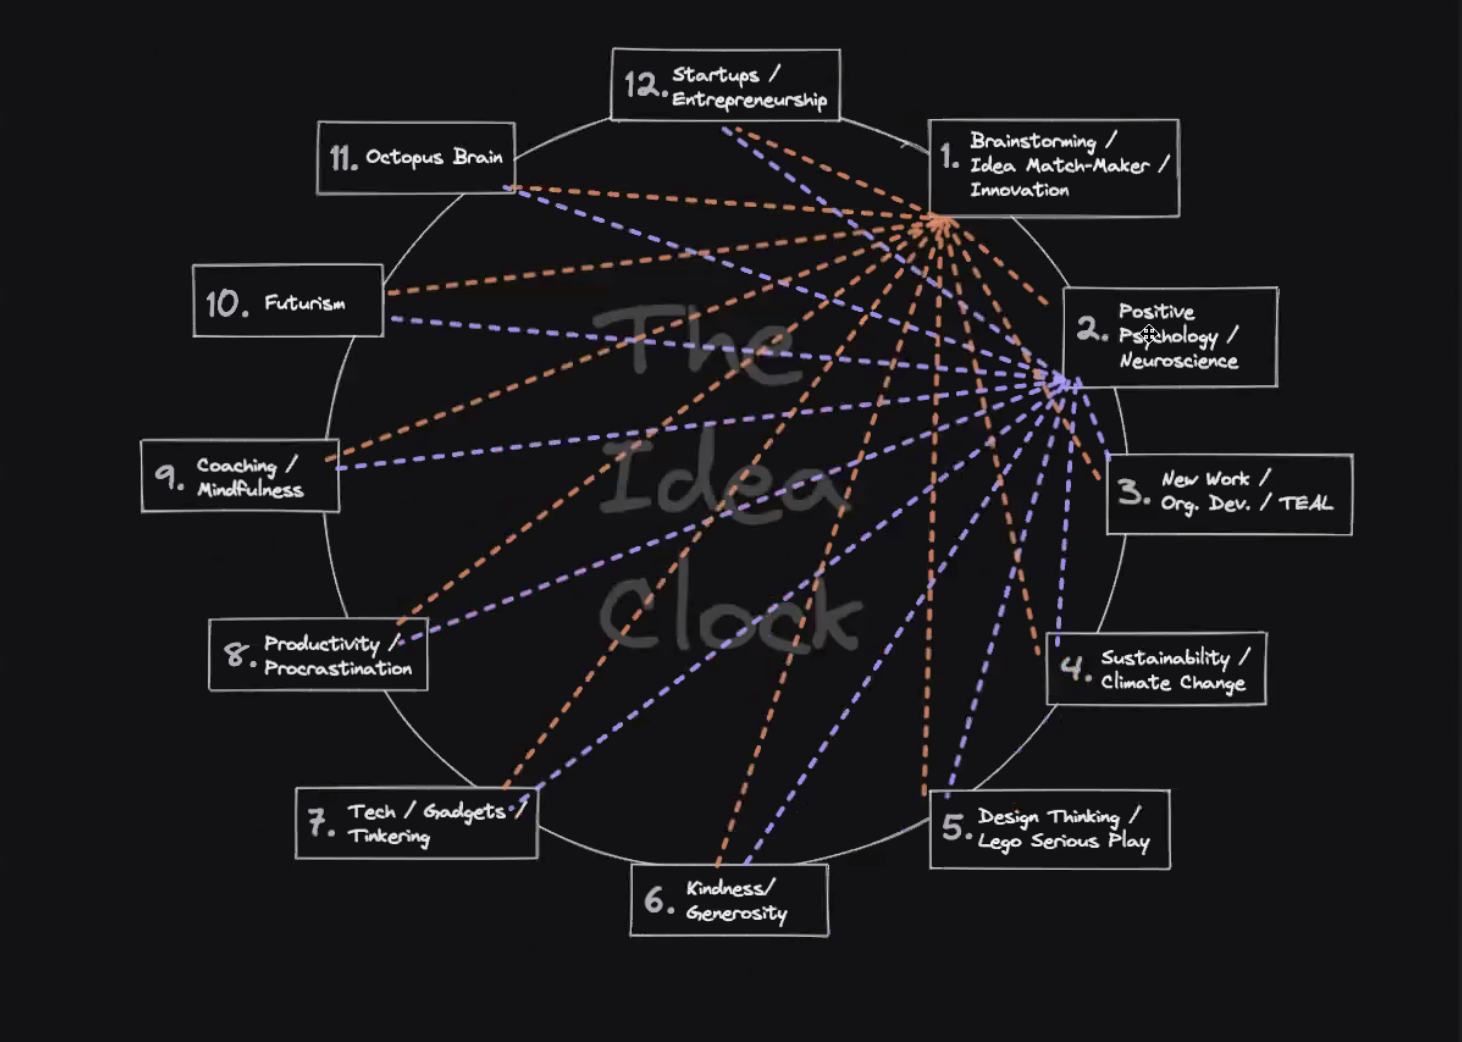 12. Startups /
Entrepreneurship
1. Brainstorming /
Idea Match-Maker /
Innovation
2. Positive
Psychology /
Neuroscience
3. New Work /
Org. Dev. / TEAL
4. Sustainability /
Climate Change
5. Design Thinking /
Lego Serious Play
6. Kindness/
Generosity
7. Tech / Gadgets /
Tinkering
8. Productivity /
Procrastination
9. Coaching /
Mindfulness
10. Futurism
11. Octopus Brain
The
Idea
Clock